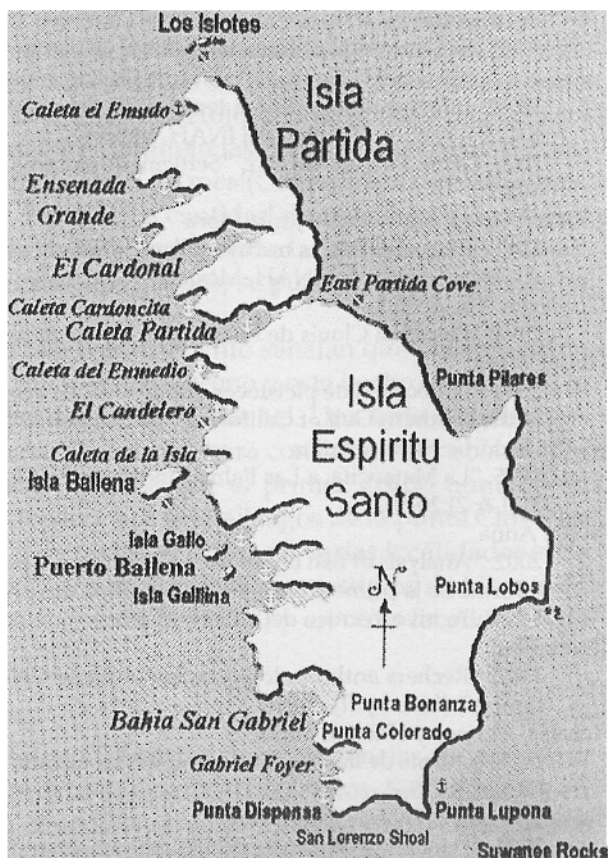 Los Islotes
Isla
Partida
Caleta el Emudo
Ensenada
Grande
El Cardonal
East Partida Cove
Caleta Cardoncita
Caleta Partida
Caleta del Enmedio
Punta Pilares
Isla
Espiritu
Santo
El Candelero
Caleta de la Isla
Isla Ballena
Isla Gallo
Puerto Ballena
Isla Gallina
N
Punta Lobos
Punta Bonanza
Bahia San Gabriel
Punta Colorado
Gabriel Foyer
Punta Dispensa
Punta Lupona
San Lorenzo Shoal
Suwanee Rocks